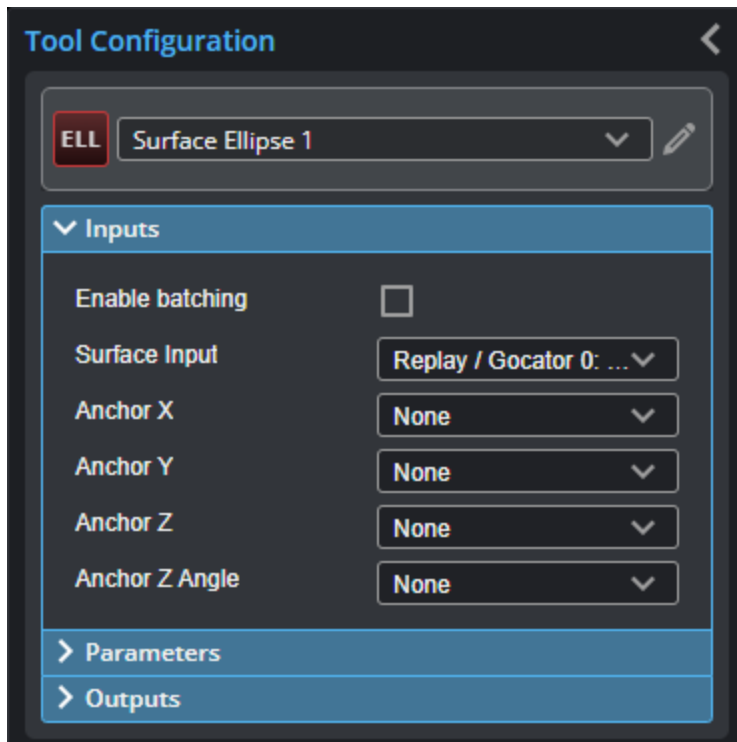 Tool Configuration
ELL Surface Ellipse 1
Inputs
Enable batching
Surface Input Replay / Gocator 0: ...
Anchor X None
Anchor Y None
Anchor Z None
Anchor Z Angle None
Parameters
Outputs